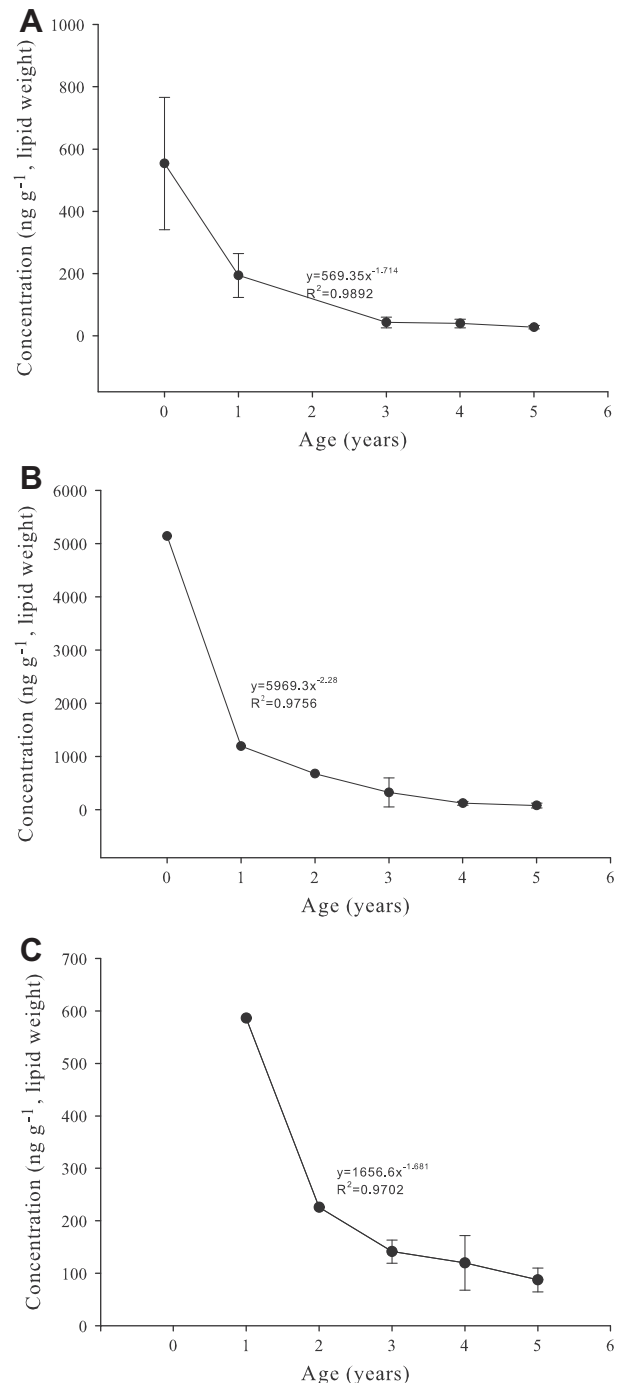 A
Concentration (ng g⁻¹, lipid weight)
1000
800
600
400
200
0
y=569.35x⁻¹·⁷¹⁴
R²=0.9892
0 1 2 3 4 5 6
Age (years)
B
Concentration (ng g⁻¹, lipid weight)
6000
5000
4000
3000
2000
1000
0
y=5969.3x⁻²·²⁸
R²=0.9756
0 1 2 3 4 5 6
Age (years)
C
Concentration (ng g⁻¹, lipid weight)
700
600
500
400
300
200
100
0
y=1656.6x⁻¹·⁶⁸¹
R²=0.9702
0 1 2 3 4 5 6
Age (years)